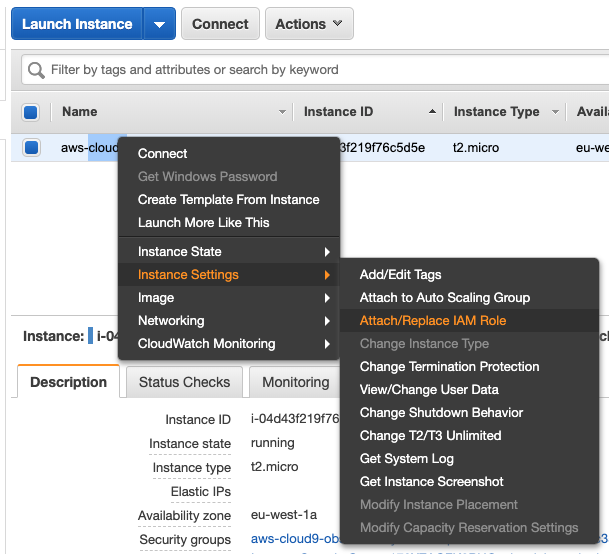 Launch Instance
Connect
Actions
Filter by tags and attributes or search by keyword
Name
Instance ID
Instance Type
aws-cloud
3f219f76c5d5e
t2.micro
eu-we
Connect
Get Windows Password
Create Template From Instance
Launch More Like This
Instance State
Instance Settings
Image
Networking
CloudWatch Monitoring
Add/Edit Tags
Attach to Auto Scaling Group
Attach/Replace IAM Role
Change Instance Type
Change Termination Protection
View/Change User Data
Change Shutdown Behavior
Change T2/T3 Unlimited
Get System Log
Get Instance Screenshot
Modify Instance Placement
Modify Capacity Reservation Settings
Instance: i-04
Description
Status Checks
Monitoring
Instance ID i-04d43f219f76
Instance state running
Instance type t2.micro
Elastic IPs
Availability zone eu-west-1a
Security groups aws-cloud9-ob